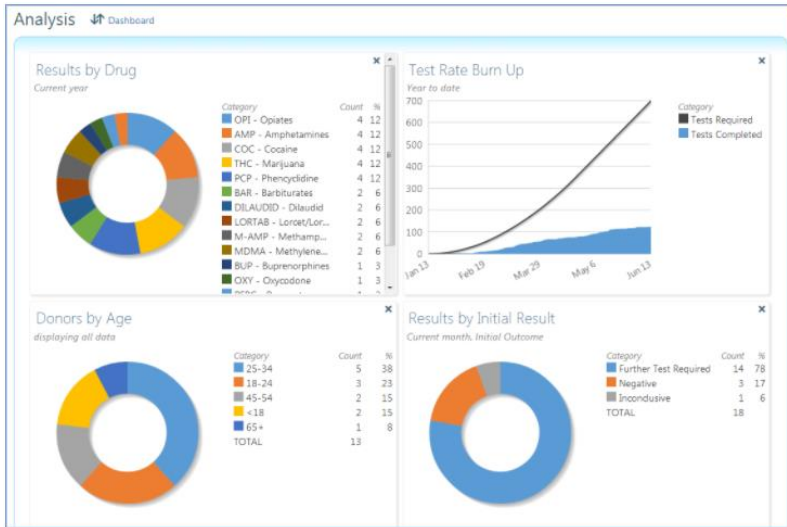 Analysis Dashboard
Results by Drug
Current year
Category Count %
OPI - Opiates 4 12
AMP - Amphetamines 4 12
COC - Cocaine 4 12
THC - Marijuana 4 12
PCP - Phencyclidine 4 12
BAR - Barbiturates 2 6
DILAUDID - Dilaudid 2 6
LORTAB - Lorcet/Lor... 2 6
M-AMP - Methamp... 2 6
MDMA - Methylene... 2 6
BUP - Buprenorphines 1 3
OXY - Oxycodone 1 3
Test Rate Burn Up
Year to date
700
600
500
400
300
200
100
0
Jan 13
Feb 19
Mar 29
May 6
Jun 13
Category
Tests Required
Tests Completed
Donors by Age
displaying all data
Category Count %
25-34 5 38
18-24 3 23
45-54 2 15
<18 2 15
65+ 1 8
TOTAL 13
Results by Initial Result
Current month, Initial Outcome
Category Count %
Further Test Required 14 78
Negative 3 17
Inconclusive 1 6
TOTAL 18